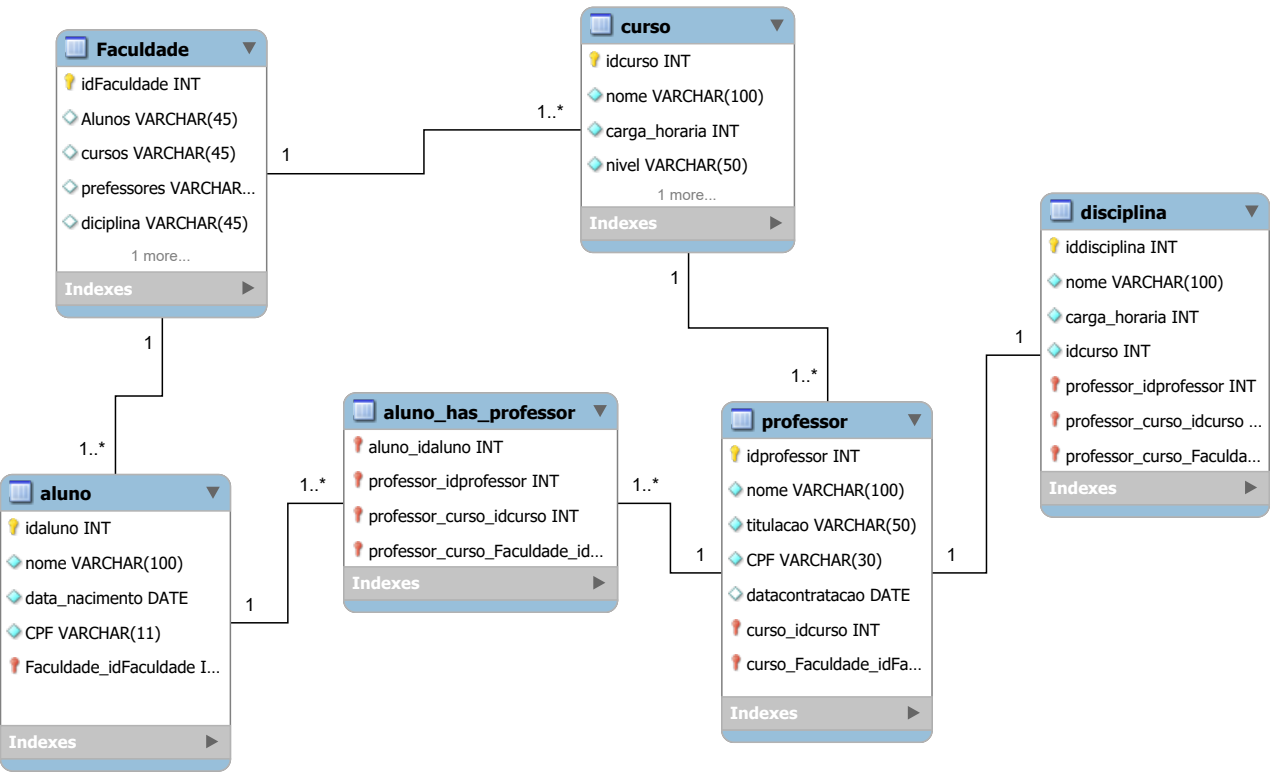 Faculdade
idFaculdade INT
Alunos VARCHAR(45)
cursos VARCHAR(45)
prefessores VARCHAR...
diciplina VARCHAR(45)
1 more...
Indexes
1
1..*
curso
idcurso INT
nome VARCHAR(100)
carga_horaria INT
nivel VARCHAR(50)
1 more...
Indexes
1
1..*
1
1..*
aluno
idaluno INT
nome VARCHAR(100)
data_nacimento DATE
CPF VARCHAR(11)
Faculdade_idFaculdade I...
Indexes
1
1..*
aluno_has_professor
aluno_idaluno INT
professor_idprofessor INT
professor_curso_idcurso INT
professor_curso_Faculdade_id...
Indexes
1..*
1
professor
idprofessor INT
nome VARCHAR(100)
titulacao VARCHAR(50)
CPF VARCHAR(30)
datacontratacao DATE
curso_idcurso INT
curso_Faculdade_idFa...
Indexes
1
1
disciplina
iddisciplina INT
nome VARCHAR(100)
carga_horaria INT
idcurso INT
professor_idprofessor INT
professor_curso_idcurso ...
professor_curso_Faculda...
Indexes